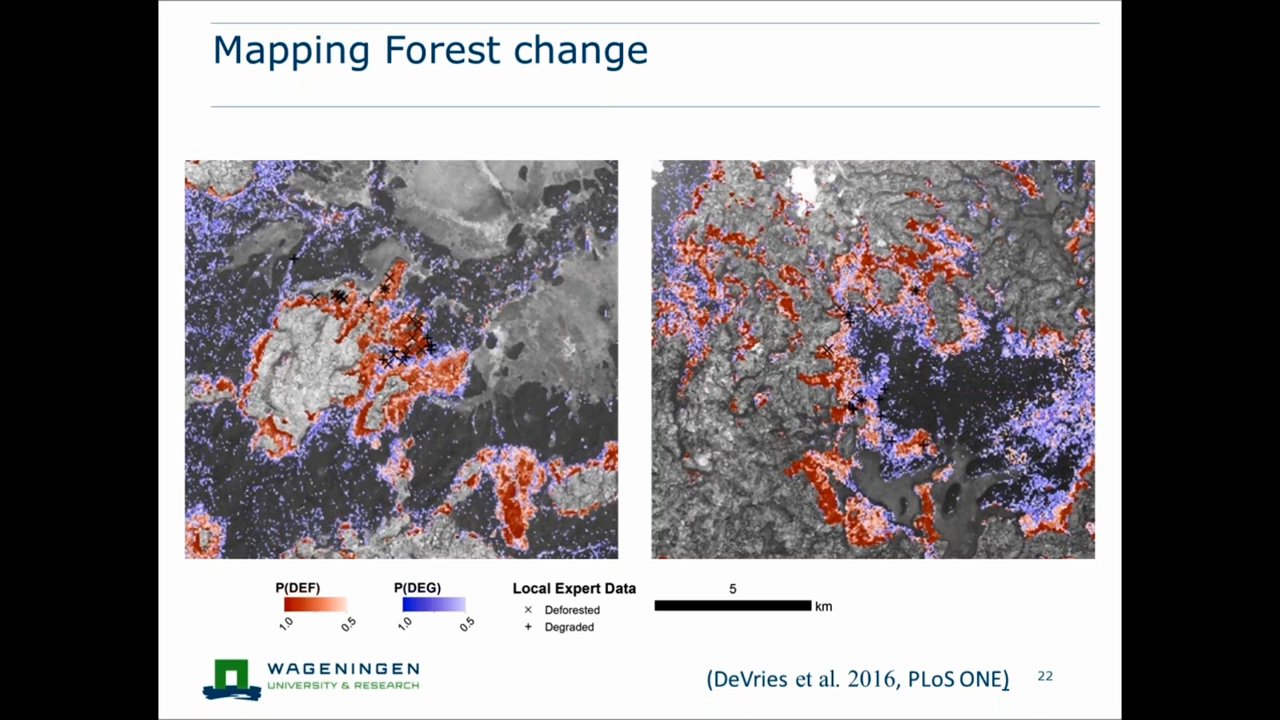 Mapping Forest change
P(DEF)
1.0 0.5
P(DEG)
1.0 0.5
Local Expert Data
× Deforested
+ Degraded
5
km
WAGENINGEN
UNIVERSITY & RESEARCH
(DeVries et al. 2016, PLoS ONE)
22